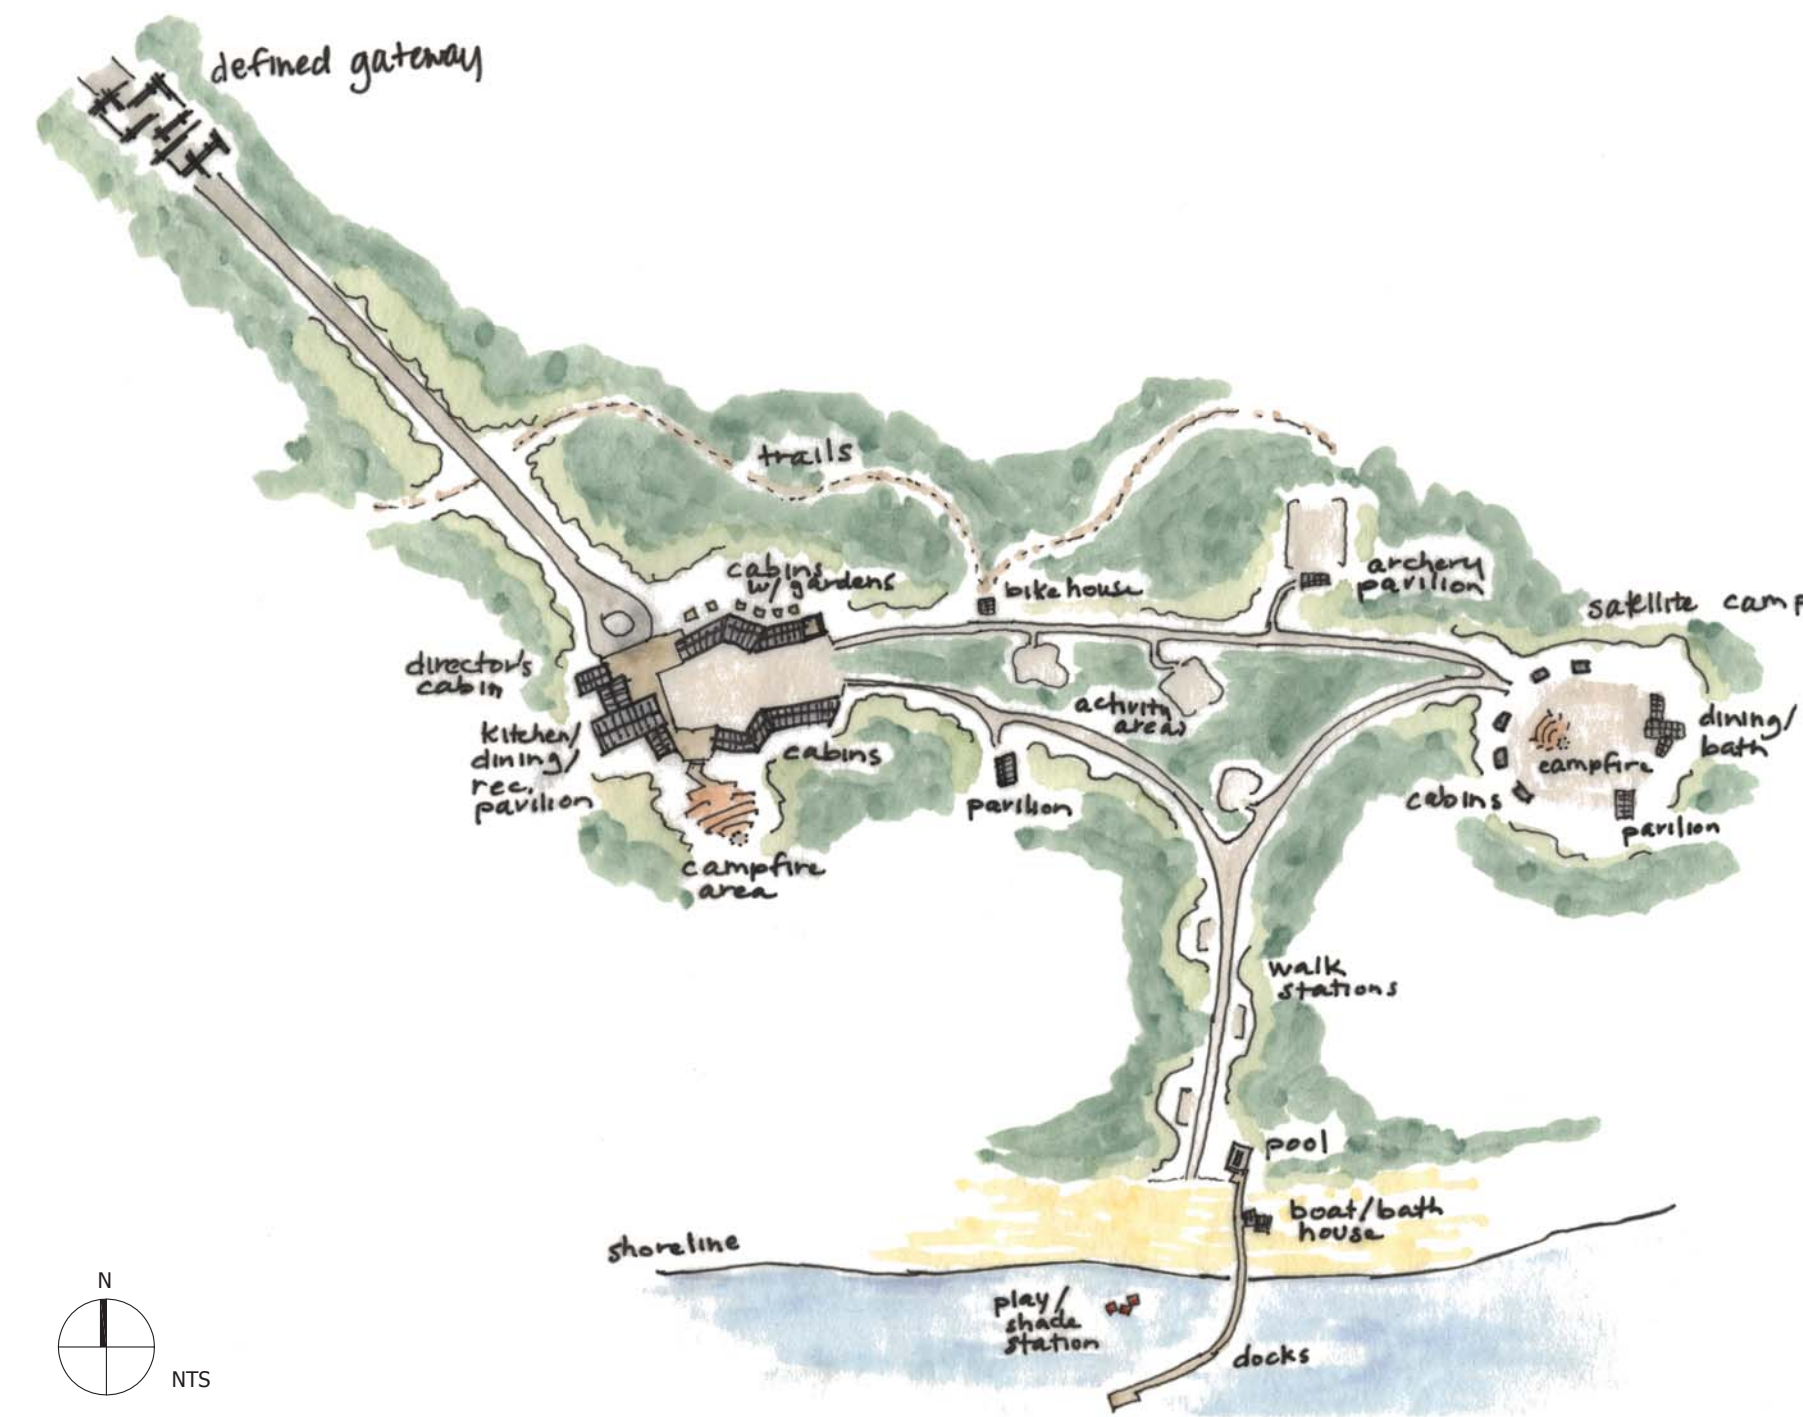 defined gateway
trails
cabins
w/ gardens
bike house
archery
pavilion
satellite camp
director's
cabin
kitchen/
dining/
rec.
pavilion
cabins
activity
areas
pavilion
campfire
area
campfire
cabins
dining/
bath
pavilion
walk
stations
pool
boat/bath
house
shoreline
play/
shade
station
docks
N
NTS